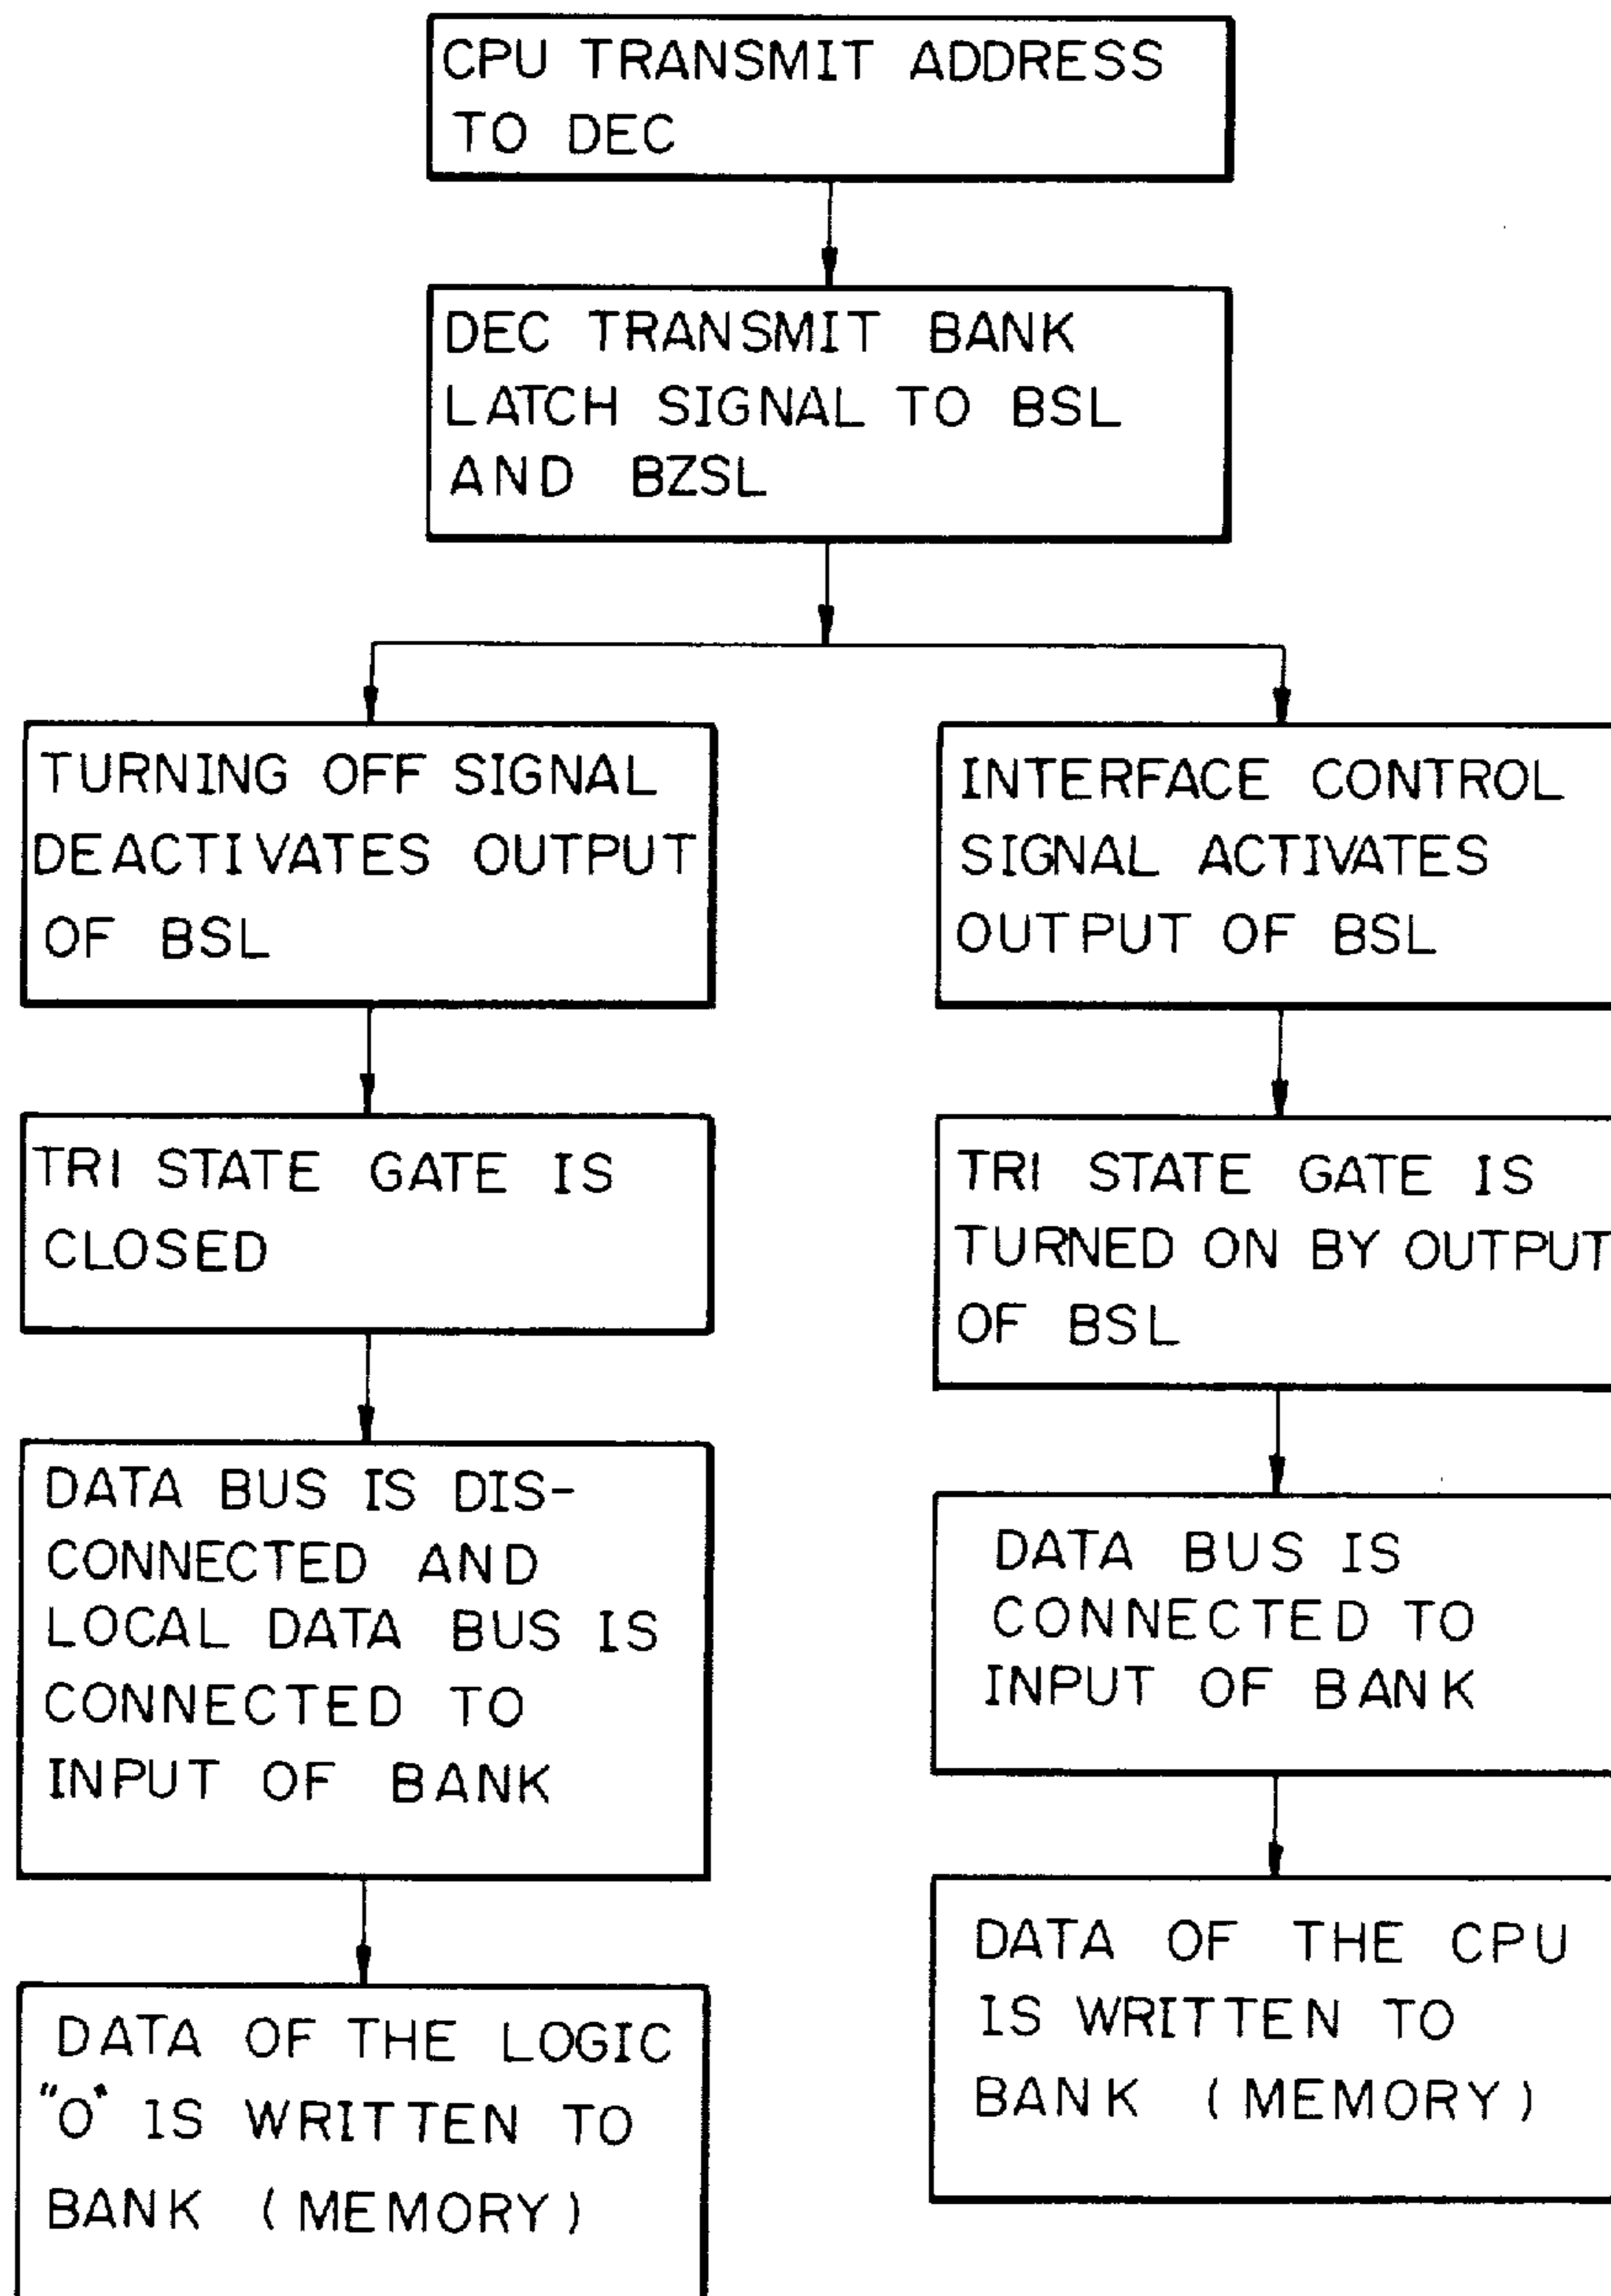 CPU TRANSMIT ADDRESS
TO DEC
DEC TRANSMIT BANK
LATCH SIGNAL TO BSL
AND BZSL
TURNING OFF SIGNAL
DEACTIVATES OUTPUT
OF BSL
TRI STATE GATE IS
CLOSED
DATA BUS IS DIS-
CONNECTED AND
LOCAL DATA BUS IS
CONNECTED TO
INPUT OF BANK
DATA OF THE LOGIC
"0" IS WRITTEN TO
BANK (MEMORY)
INTERFACE CONTROL
SIGNAL ACTIVATES
OUTPUT OF BSL
TRI STATE GATE IS
TURNED ON BY OUTPUT
OF BSL
DATA BUS IS
CONNECTED TO
INPUT OF BANK
DATA OF THE CPU
IS WRITTEN TO
BANK (MEMORY)